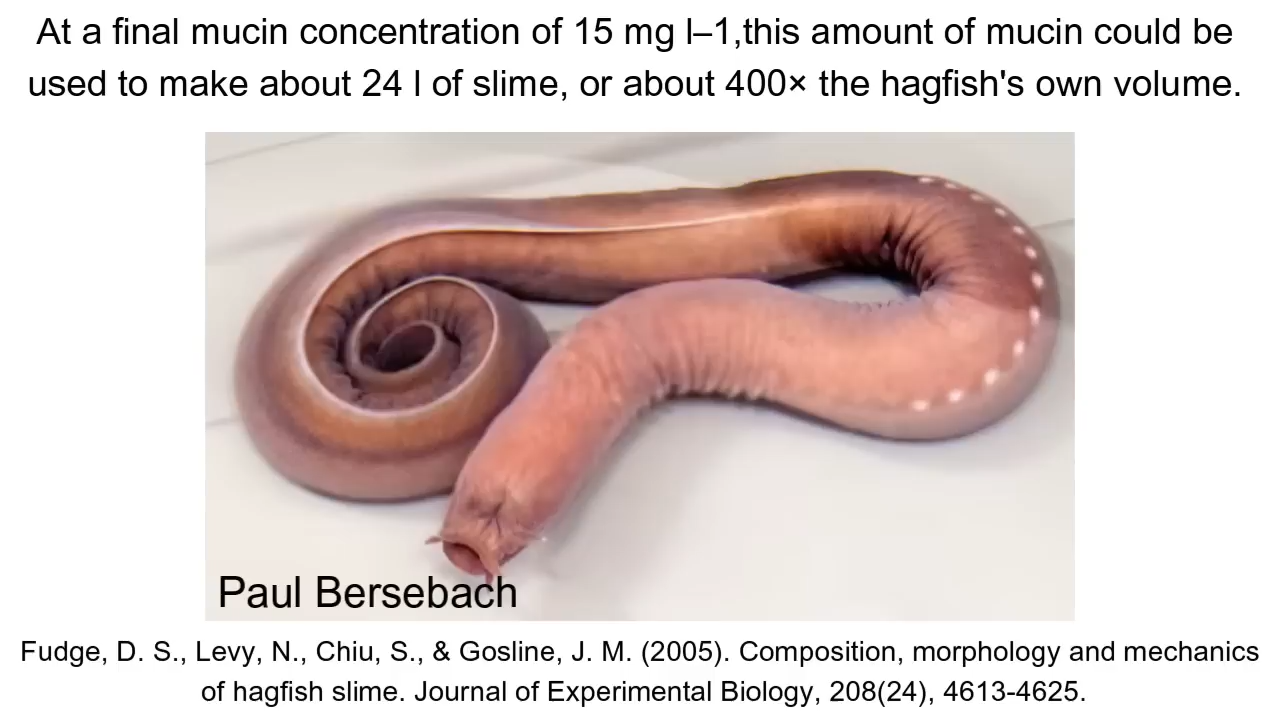 At a final mucin concentration of 15 mg l–1,this amount of mucin could be
used to make about 24 l of slime, or about 400× the hagfish's own volume.
Paul Bersebach
Fudge, D. S., Levy, N., Chiu, S., & Gosline, J. M. (2005). Composition, morphology and mechanics
of hagfish slime. Journal of Experimental Biology, 208(24), 4613-4625.